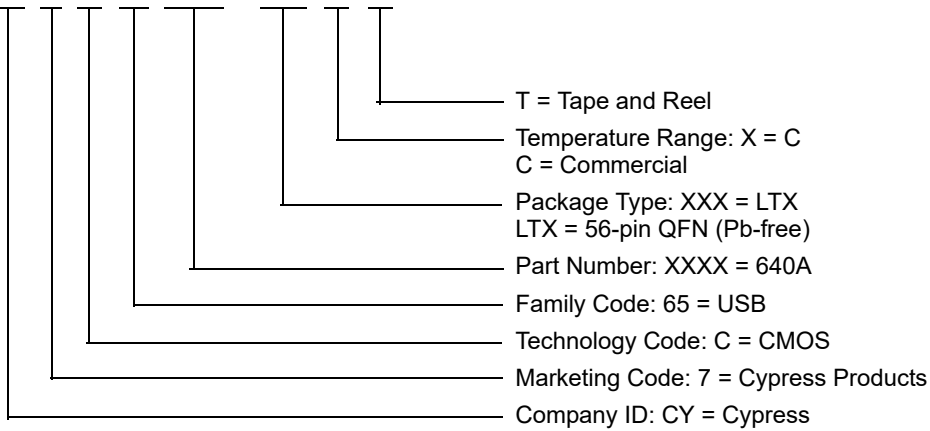 T = Tape and Reel
Temperature Range: X = C
C = Commercial
Package Type: XXX = LTX
LTX = 56-pin QFN (Pb-free)
Part Number: XXXX = 640A
Family Code: 65 = USB
Technology Code: C = CMOS
Marketing Code: 7 = Cypress Products
Company ID: CY = Cypress